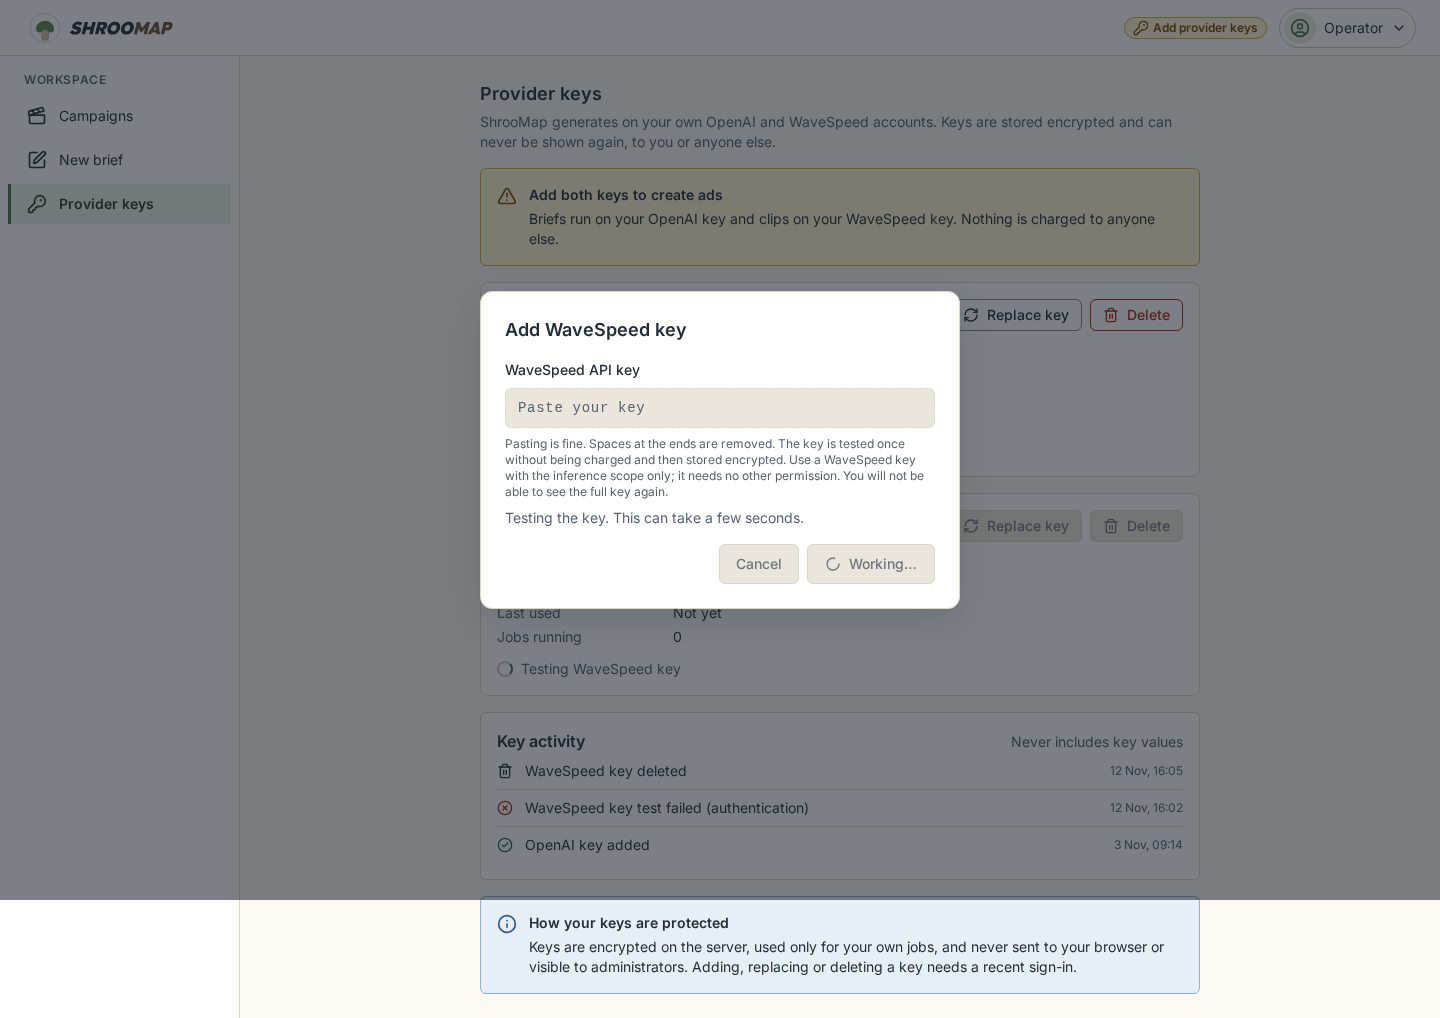 SHROOMAP
Add provider keys
Operator
WORKSPACE
Campaigns
New brief
Provider keys
Provider keys
ShrooMap generates on your own OpenAI and WaveSpeed accounts. Keys are stored encrypted and can
never be shown again, to you or anyone else.
Add both keys to create ads
Briefs run on your OpenAI key and clips on your WaveSpeed key. Nothing is charged to anyone
else.
Replace key
Delete
Add WaveSpeed key
WaveSpeed API key
Paste your key
Pasting is fine. Spaces at the ends are removed. The key is tested once
without being charged and then stored encrypted. Use a WaveSpeed key
with the inference scope only; it needs no other permission. You will not be
able to see the full key again.
Testing the key. This can take a few seconds.
Cancel
Working...
Replace key
Delete
Last used Not yet
Jobs running 0
Testing WaveSpeed key
Key activity Never includes key values
WaveSpeed key deleted 12 Nov, 16:05
WaveSpeed key test failed (authentication) 12 Nov, 16:02
OpenAI key added 3 Nov, 09:14
How your keys are protected
Keys are encrypted on the server, used only for your own jobs, and never sent to your browser or
visible to administrators. Adding, replacing or deleting a key needs a recent sign-in.